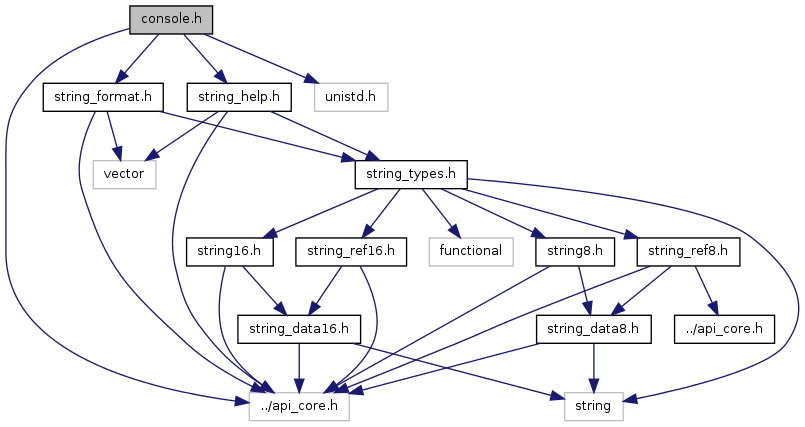 console.h
string_format.h
string_help.h
unistd.h
vector
string_types.h
string16.h
string_ref16.h
functional
string8.h
string_ref8.h
string_data16.h
string_data8.h
../api_core.h
../api_core.h
string